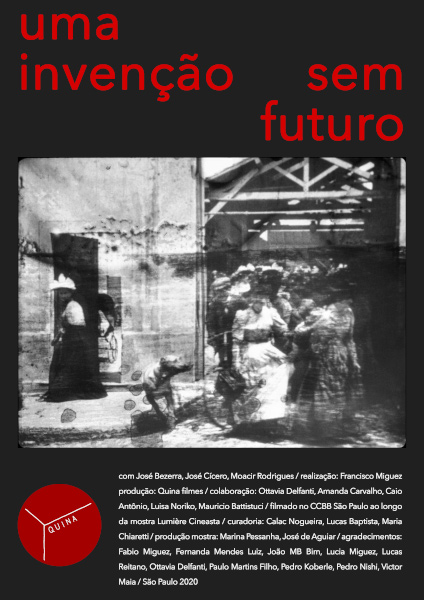 uma
invenção sem
futuro
com José Bezerra, José Cícero, Moacir Rodrigues / realização: Francisco Miguez
produção: Quina filmes / colaboração: Ottavia Delfanti, Amanda Carvalho, Caio
Antônio, Luisa Noriko, Mauricio Battistuci / filmado no CCBB São Paulo ao longo
da mostra Lumière Cineasta / curadoria: Calac Nogueira, Lucas Baptista, Maria
Chiaretti / produção mostra: Marina Pessanha, José de Aguiar / agradecimentos:
Fabio Miguez, Fernanda Mendes Luiz, João MB Birn, Lucia Miguez, Lucas
Reitano, Ottavia Delfanti, Paulo Martins Filho, Pedro Koberle, Pedro Nishi, Victor
Maia / São Paulo 2020
QUINA